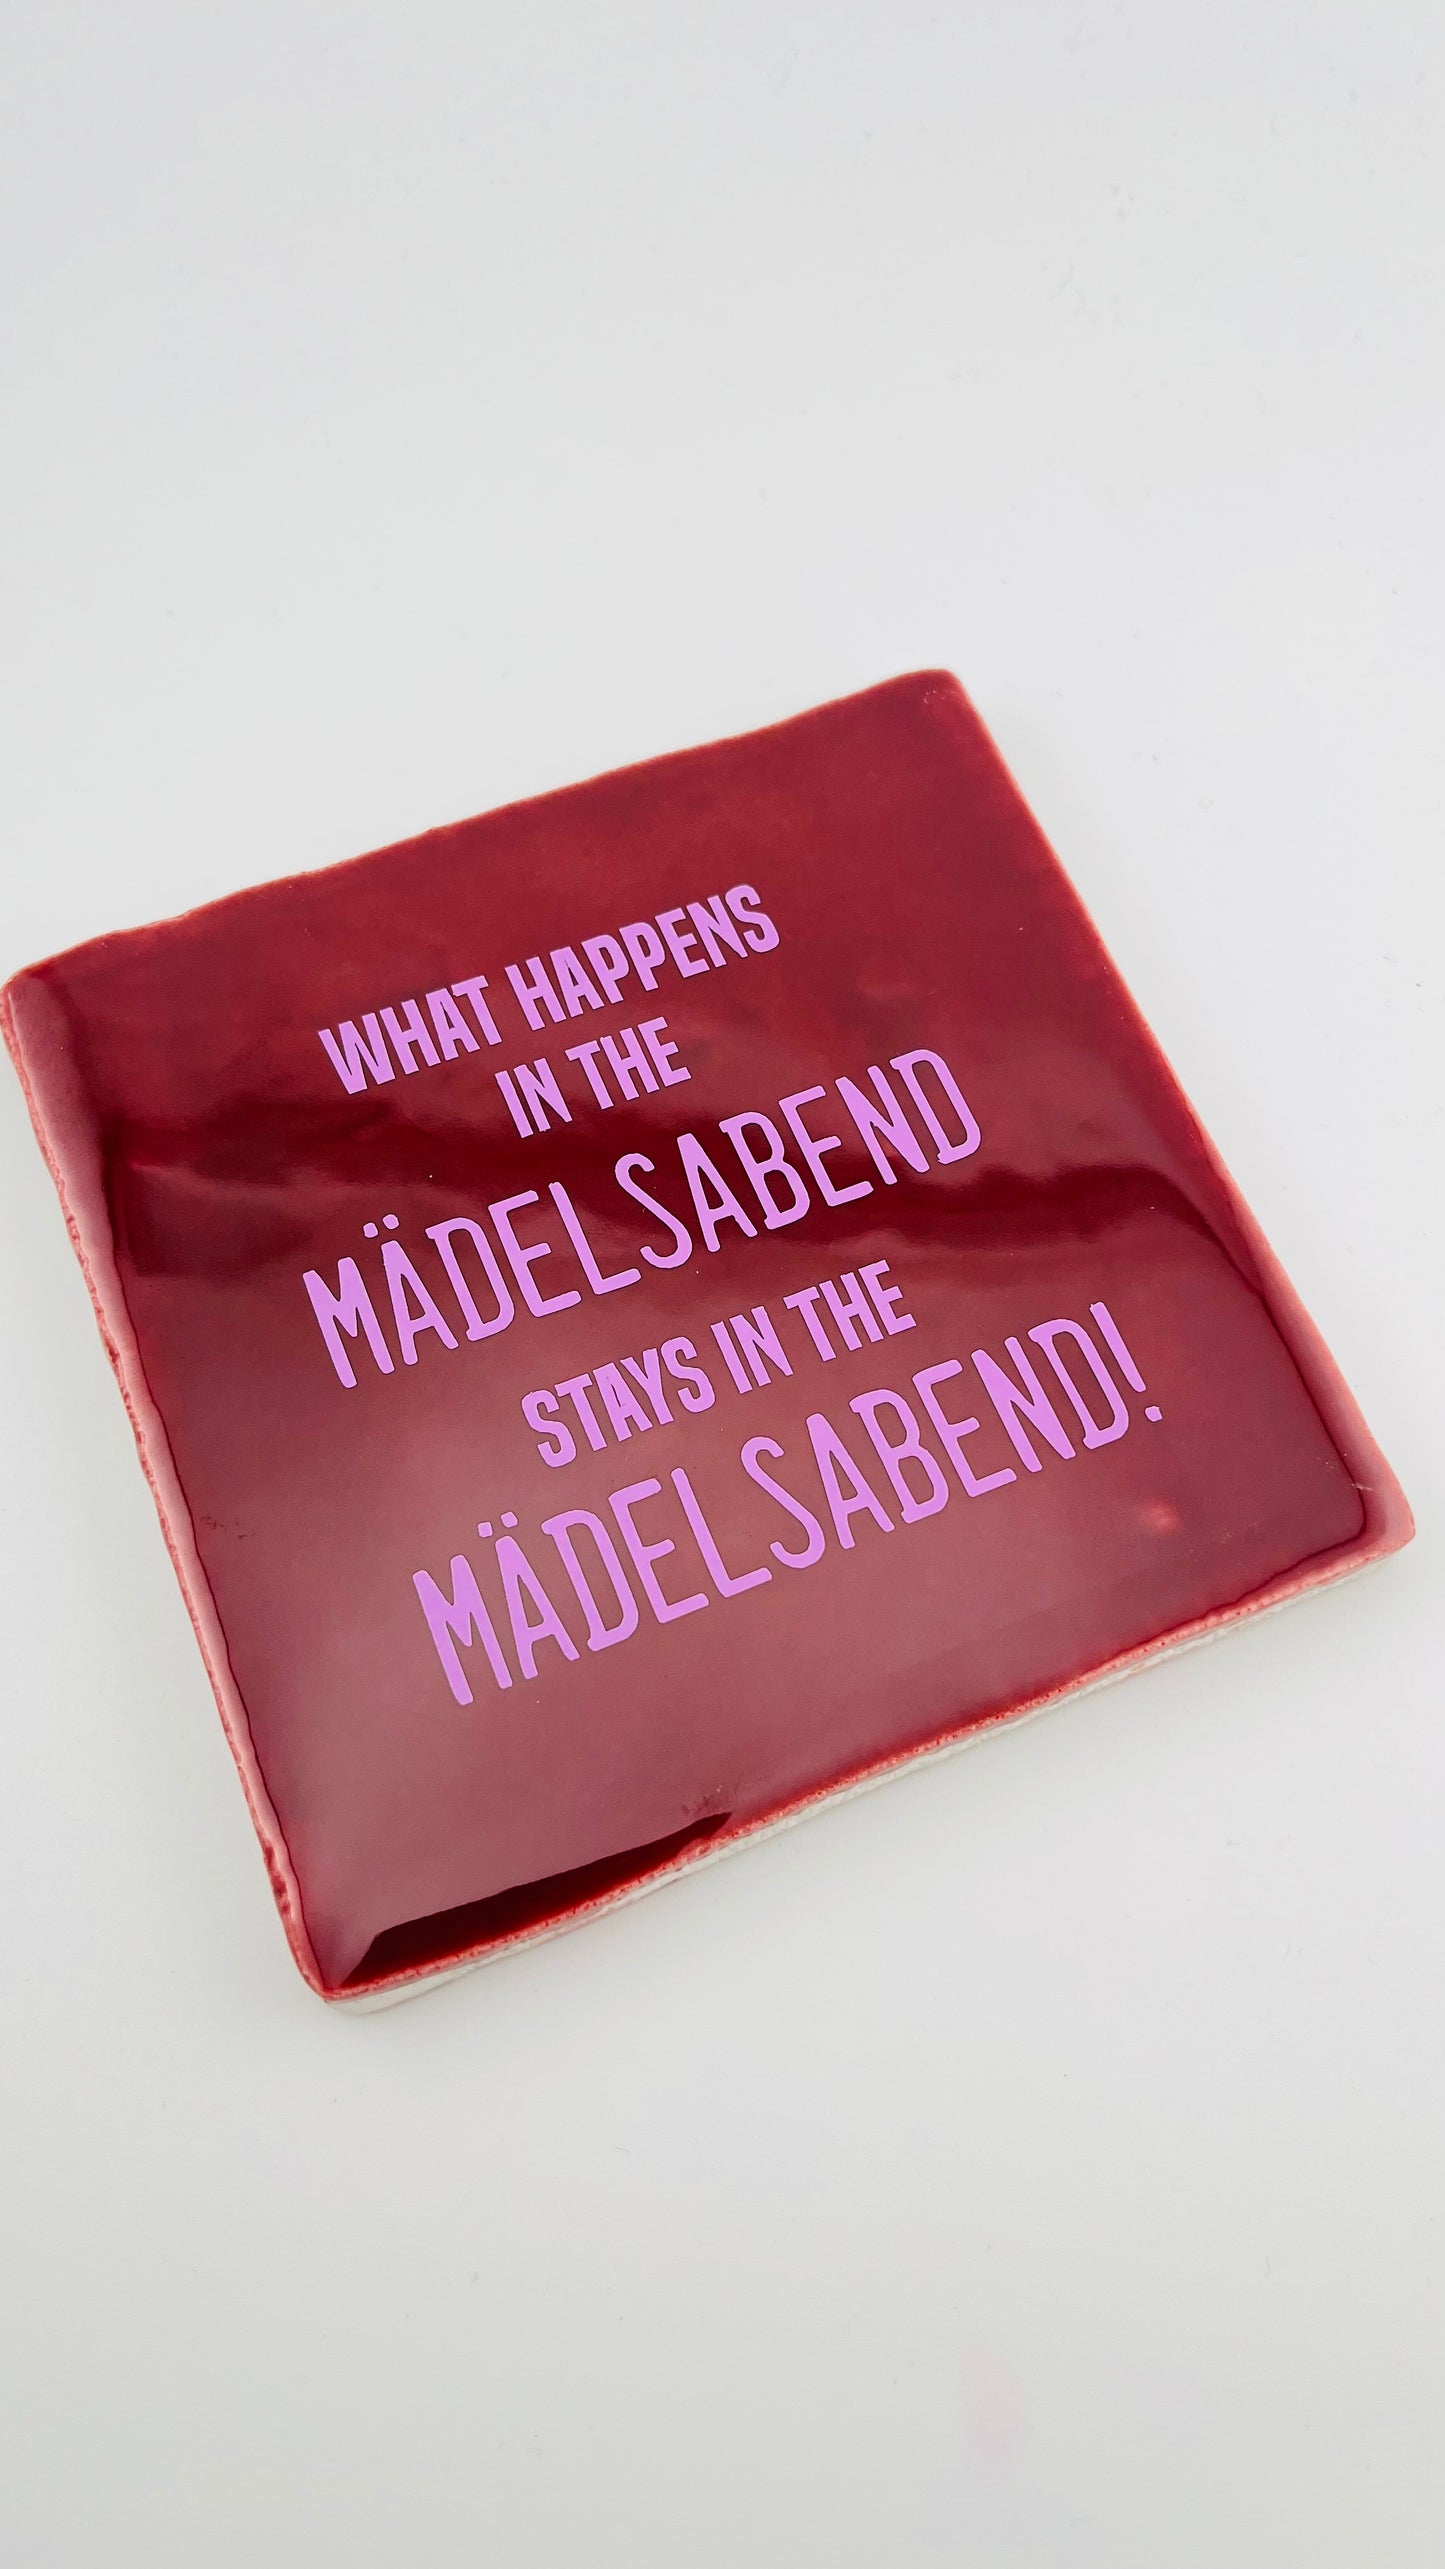 WHAT HAPPENS
IN THE
MÄDELSABEND
STAYS IN THE
MÄDELSABEND!